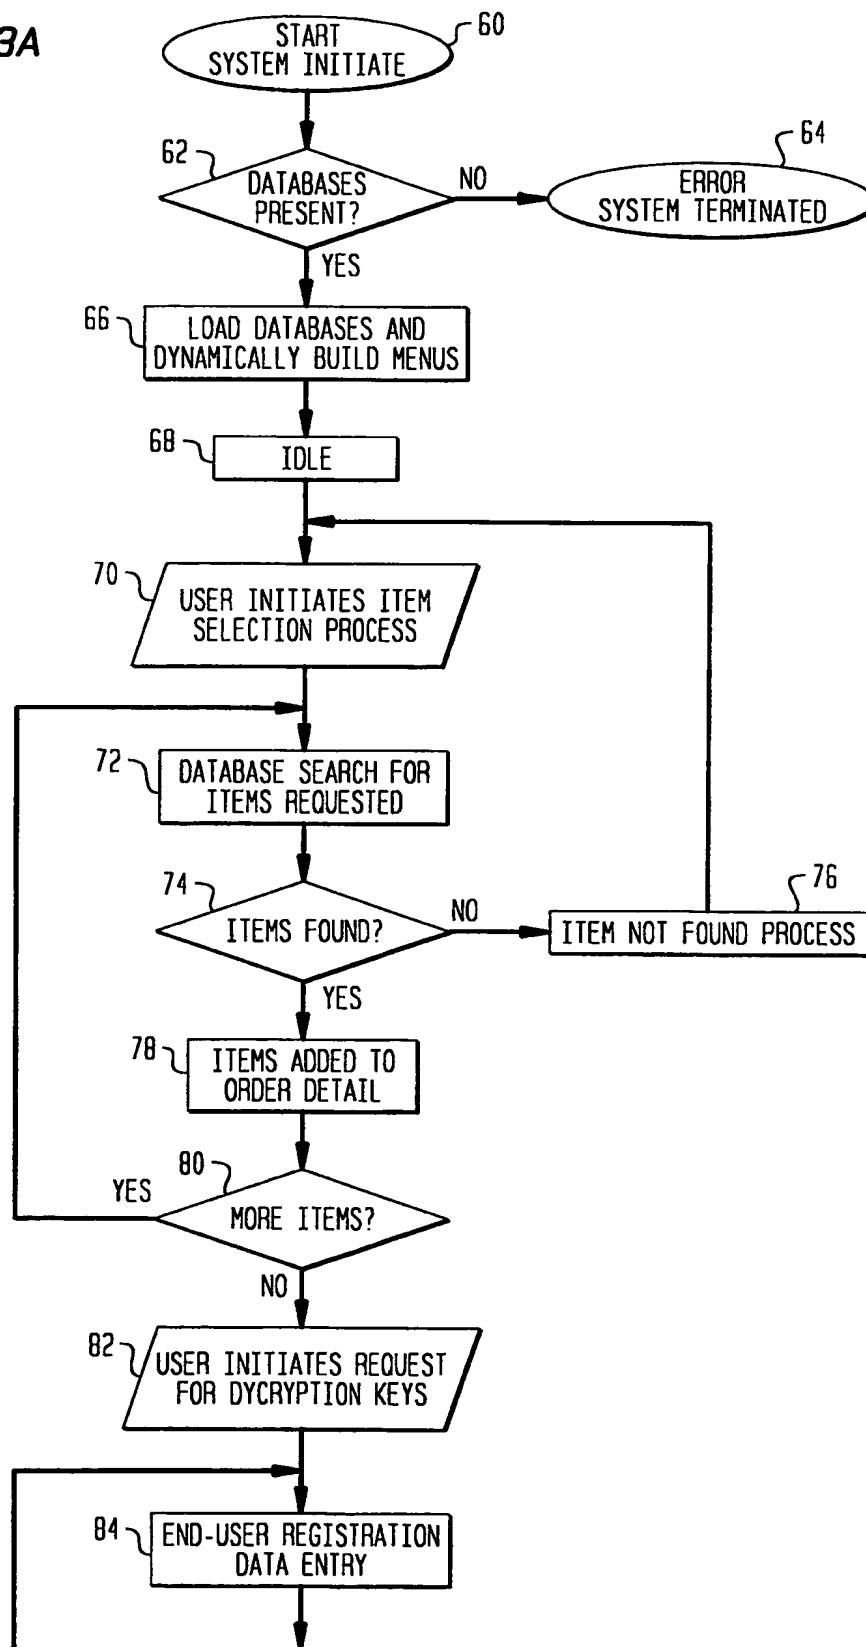 3A
START
SYSTEM INITIATE
60
62
DATABASES
PRESENT?
NO
64
ERROR
SYSTEM TERMINATED
YES
66
LOAD DATABASES AND
DYNAMICALLY BUILD MENUS
68
IDLE
70
USER INITIATES ITEM
SELECTION PROCESS
72
DATABASE SEARCH FOR
ITEMS REQUESTED
74
ITEMS FOUND?
NO
76
ITEM NOT FOUND PROCESS
YES
78
ITEMS ADDED TO
ORDER DETAIL
80
YES
MORE ITEMS?
NO
82
USER INITIATES REQUEST
FOR DYCRYPTION KEYS
84
END-USER REGISTRATION
DATA ENTRY